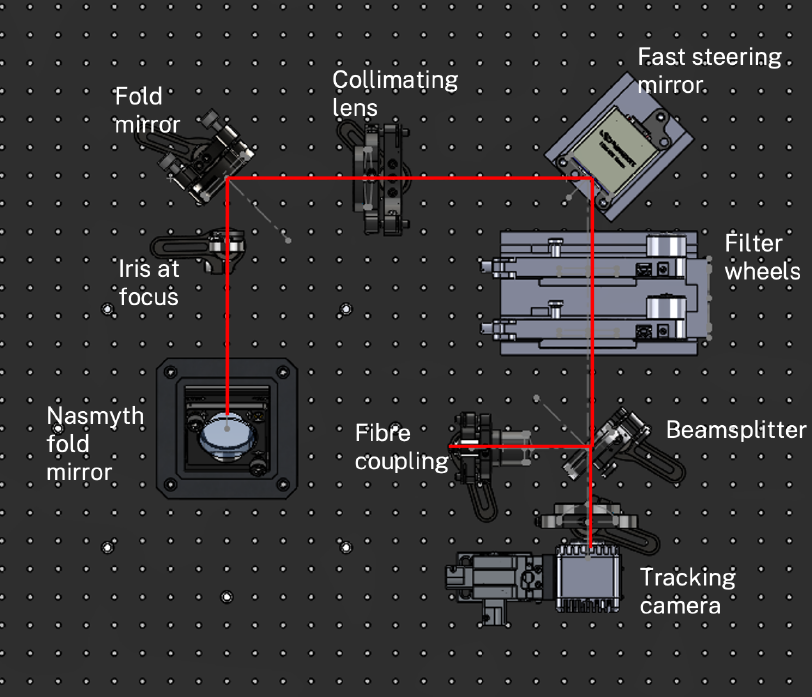 Fast steering
mirror
Collimating
lens
Fold
mirror
Filter
wheels
Iris at
focus
Nasmyth
fold
mirror
Fibre
coupling
Beamsplitter
Tracking
camera